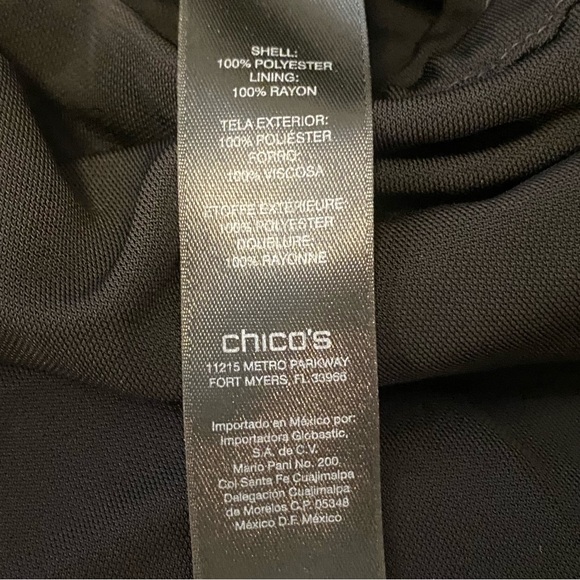 SHELL:
100% POLYESTER
LINING:
100% RAYON
TELA EXTERIOR:
100% POLIÉSTER
FORRO:
100% VISCOSA
ETOFFE EXTERIEURE:
100% POLYESTER
DOUBLURE:
100% RAYONNE
chico's
11215 METRO PARKWAY
FORT MYERS, FL 33966
Importado en México por:
Importadora Globastic,
S.A. de C.V.
Mario Pani No. 200
Col Santa Fe Cuajimalpa
Delegación Cuajimalpa
de Morelos C.P. 05348
México D.F. México